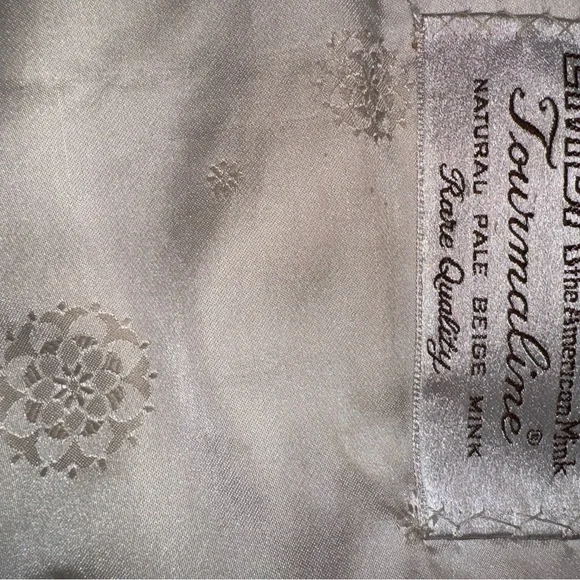 the American Mink
Tourmaline®
NATURAL PALE BEIGE MINK
Rare Quality